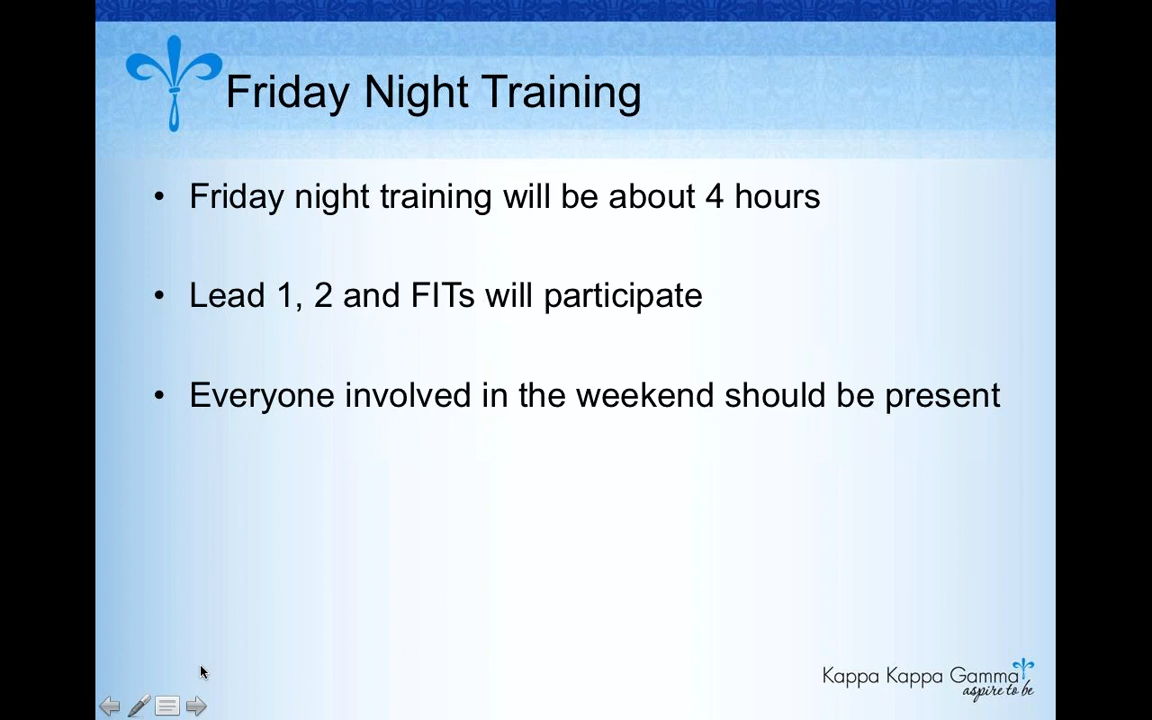 Friday Night Training
• Friday night training will be about 4 hours
• Lead 1, 2 and FITs will participate
• Everyone involved in the weekend should be present
Kappa Kappa Gamma
aspire to be